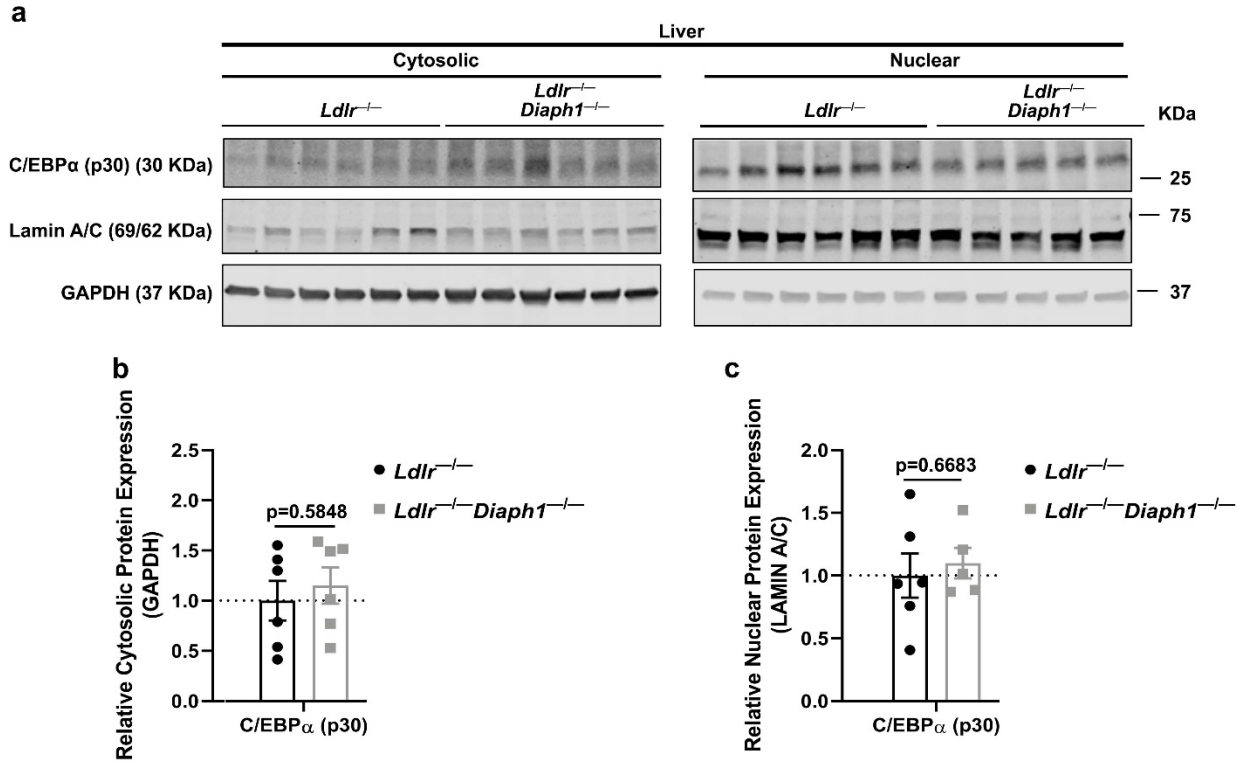 a
Liver
Cytosolic
Nuclear
Ldlr−/−
Ldlr−/−
Diaph1−/−
Ldlr−/−
Ldlr−/−
Diaph1−/−
KDa
C/EBPα (p30) (30 KDa)
25
Lamin A/C (69/62 KDa)
75
GAPDH (37 KDa)
37
b
Relative Cytosolic Protein Expression
(GAPDH)
2.5
2.0
1.5
1.0
0.5
0.0
p=0.5848
Ldlr−/−
Ldlr−/−Diaph1−/−
C/EBPα (p30)
c
Relative Nuclear Protein Expression
(LAMIN A/C)
2.0
1.5
1.0
0.5
0.0
p=0.6683
Ldlr−/−
Ldlr−/−Diaph1−/−
C/EBPα (p30)